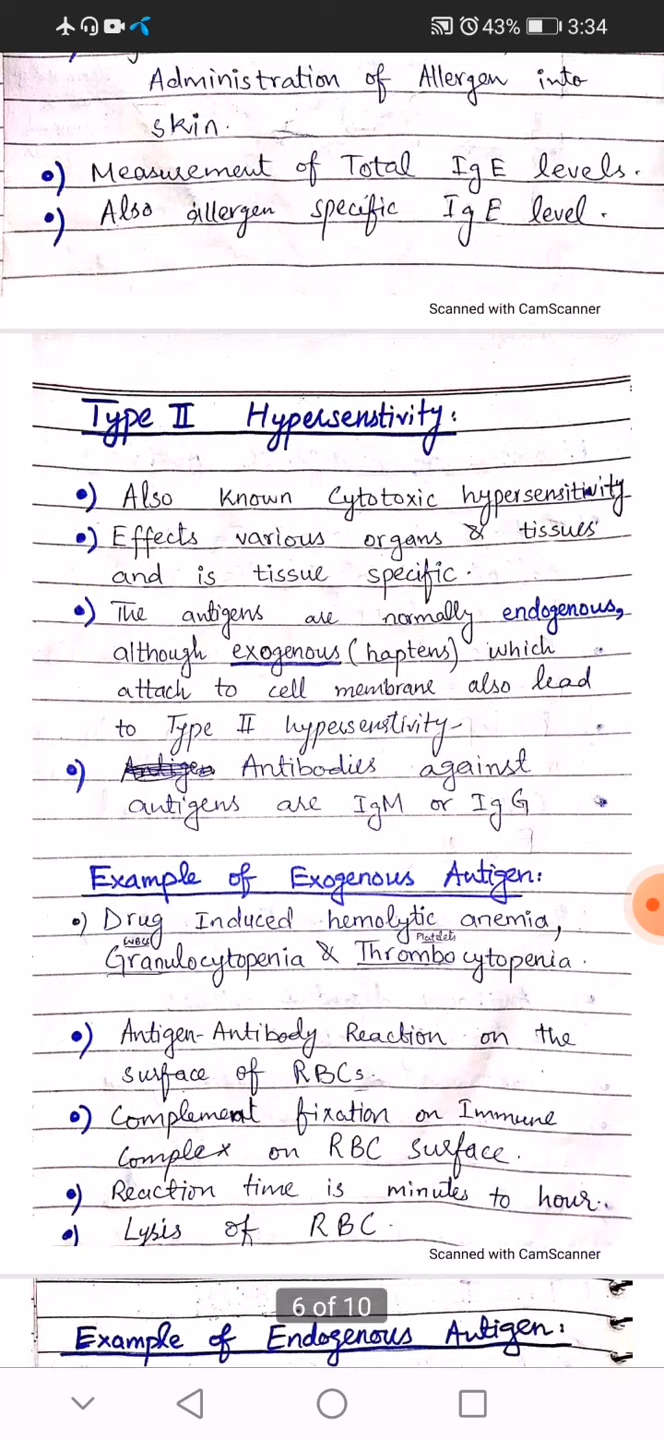 43% 3:34
Administration of Allergen into
skin.
•) Measurement of Total IgE levels.
•) Also allergen specific IgE level.
Scanned with CamScanner
Type II Hypersenstivity:
•) Also Known Cytotoxic hypersensitivity
•) Effects various organs & tissues
and is tissue specific.
•) The antigens are normally endogenous,
although exogenous (haptens) which
attach to cell membrane also lead
to Type II hypersenstivity-
•) Antibodies against
antigens are IgM or IgG
Example of Exogenous Antigen:
•) Drug Induced hemolytic anemia,
Granulocytopenia & Thrombocytopenia.
•) Antigen-Antibody Reaction on the
surface of RBCs.
•) Complement fixation on Immune
Complex on RBC surface.
•) Reaction time is minutes to hour.
•) Lysis of RBC.
Scanned with CamScanner
6 of 10
Example of Endogenous Antigen: